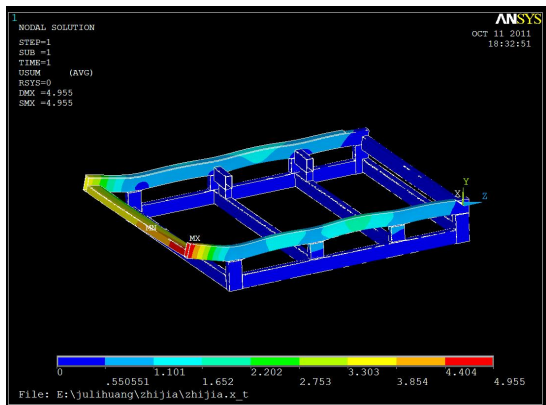 1
ANSYS
NODAL SOLUTION
OCT 11 2011
18:32:51
STEP=1
SUB =1
TIME=1
USUM (AVG)
RSYS=0
DMX =4.955
SMX =4.955
Y
X
Z
MN
MX
0 1.101 2.202 3.303 4.404
.550551 1.652 2.753 3.854 4.955
File: E:\julihuang\zhijia\zhijia.x_t